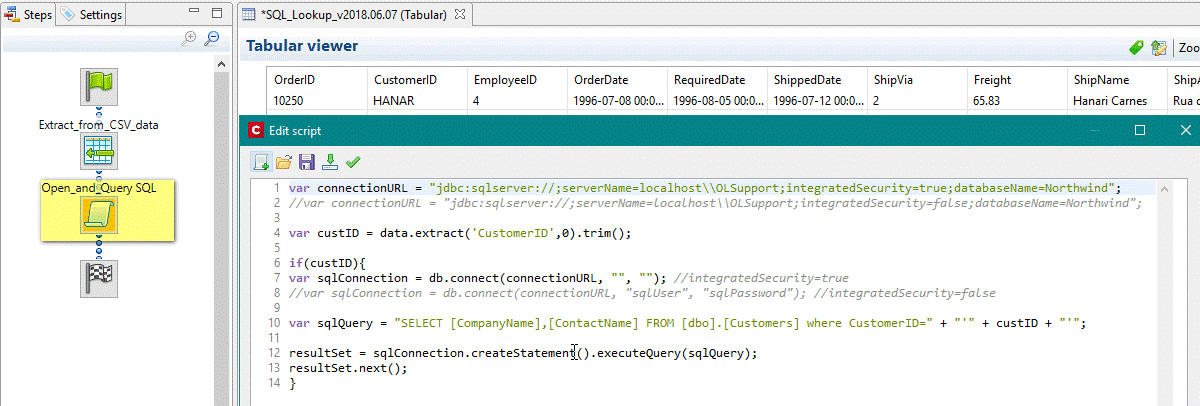 Steps Settings
*SQL_Lookup_v2018.06.07 (Tabular)
Tabular viewer
Zoo
OrderID CustomerID EmployeeID OrderDate RequiredDate ShippedDate ShipVia Freight ShipName ShipA
10250 HANAR 4 1996-07-08 00:0... 1996-08-05 00:0... 1996-07-12 00:0... 2 65.83 Hanari Carnes Rua d
Extract_from_CSV_data
Open_and_Query SQL
C Edit script
1 var connectionURL = "jdbc:sqlserver://;serverName=localhost\\OLSupport;integratedSecurity=true;databaseName=Northwind";
2 //var connectionURL = "jdbc:sqlserver://;serverName=localhost\\OLSupport;integratedSecurity=false;databaseName=Northwind";
3
4 var custID = data.extract('CustomerID',0).trim();
5
6 if(custID){
7 var sqlConnection = db.connect(connectionURL, "", ""); //integratedSecurity=true
8 //var sqlConnection = db.connect(connectionURL, "sqlUser", "sqlPassword"); //integratedSecurity=false
9
10 var sqlQuery = "SELECT [CompanyName],[ContactName] FROM [dbo].[Customers] where CustomerID=" + "'" + custID + "'";
11
12 resultSet = sqlConnection.createStatement().executeQuery(sqlQuery);
13 resultSet.next();
14 }